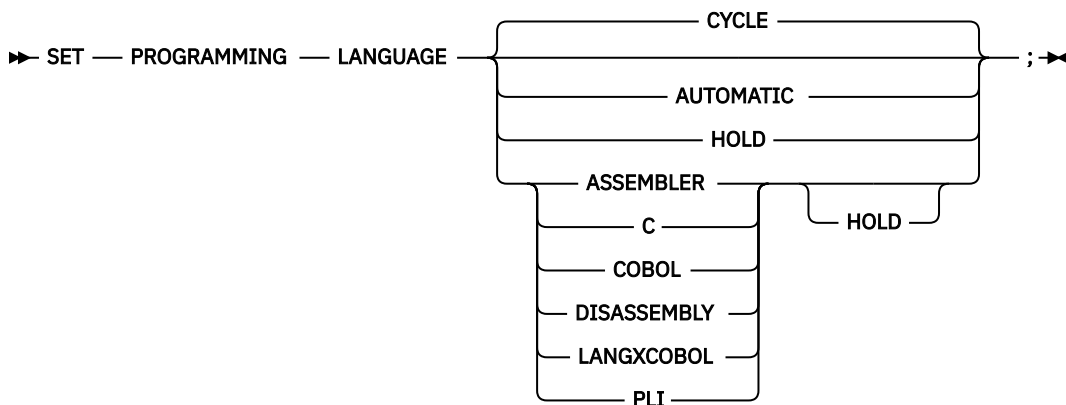 CYCLE
SET PROGRAMMING LANGUAGE ;
AUTOMATIC
HOLD
ASSEMBLER
C HOLD
COBOL
DISASSEMBLY
LANGXCOBOL
PLI